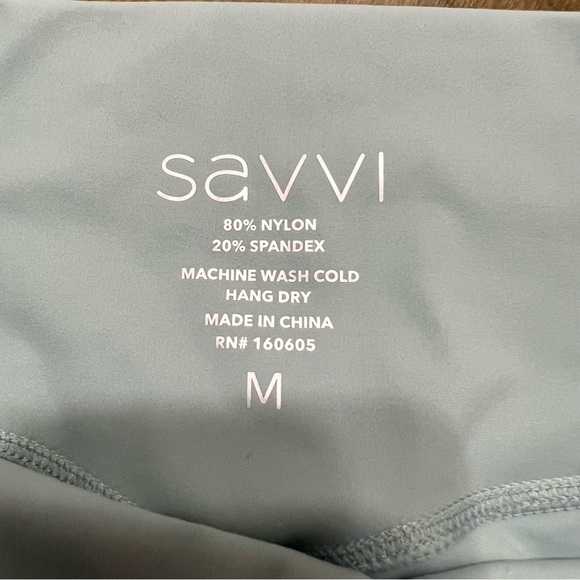 savvi
80% NYLON
20% SPANDEX
MACHINE WASH COLD
HANG DRY
MADE IN CHINA
RN# 160605
M